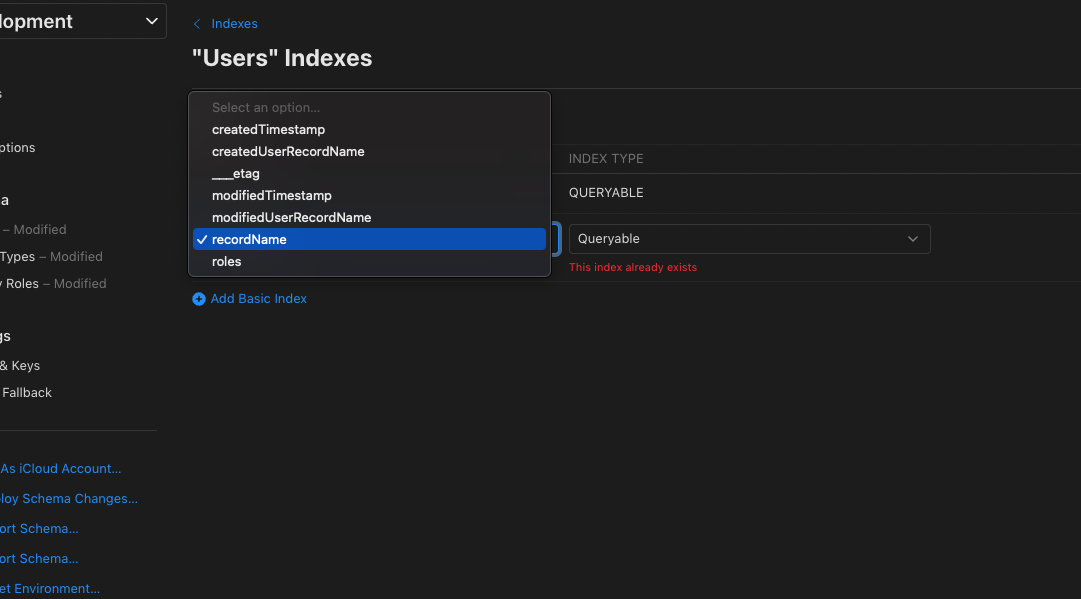 lopment
s
ptions
a
– Modified
Types – Modified
y Roles – Modified
gs
& Keys
Fallback
As iCloud Account...
loy Schema Changes...
ort Schema...
ort Schema...
et Environment...
Indexes
"Users" Indexes
Select an option...
createdTimestamp
createdUserRecordName
___etag
modifiedTimestamp
modifiedUserRecordName
recordName
roles
INDEX TYPE
QUERYABLE
Queryable
This index already exists
Add Basic Index